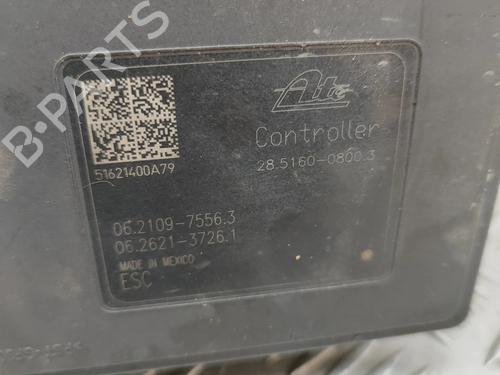 B-PARTS
Ate
Controller
28.5160-0800.3
51621400A79
06.2109-7556.3
06.2621-3726.1
MADE IN MEXICO
ESC